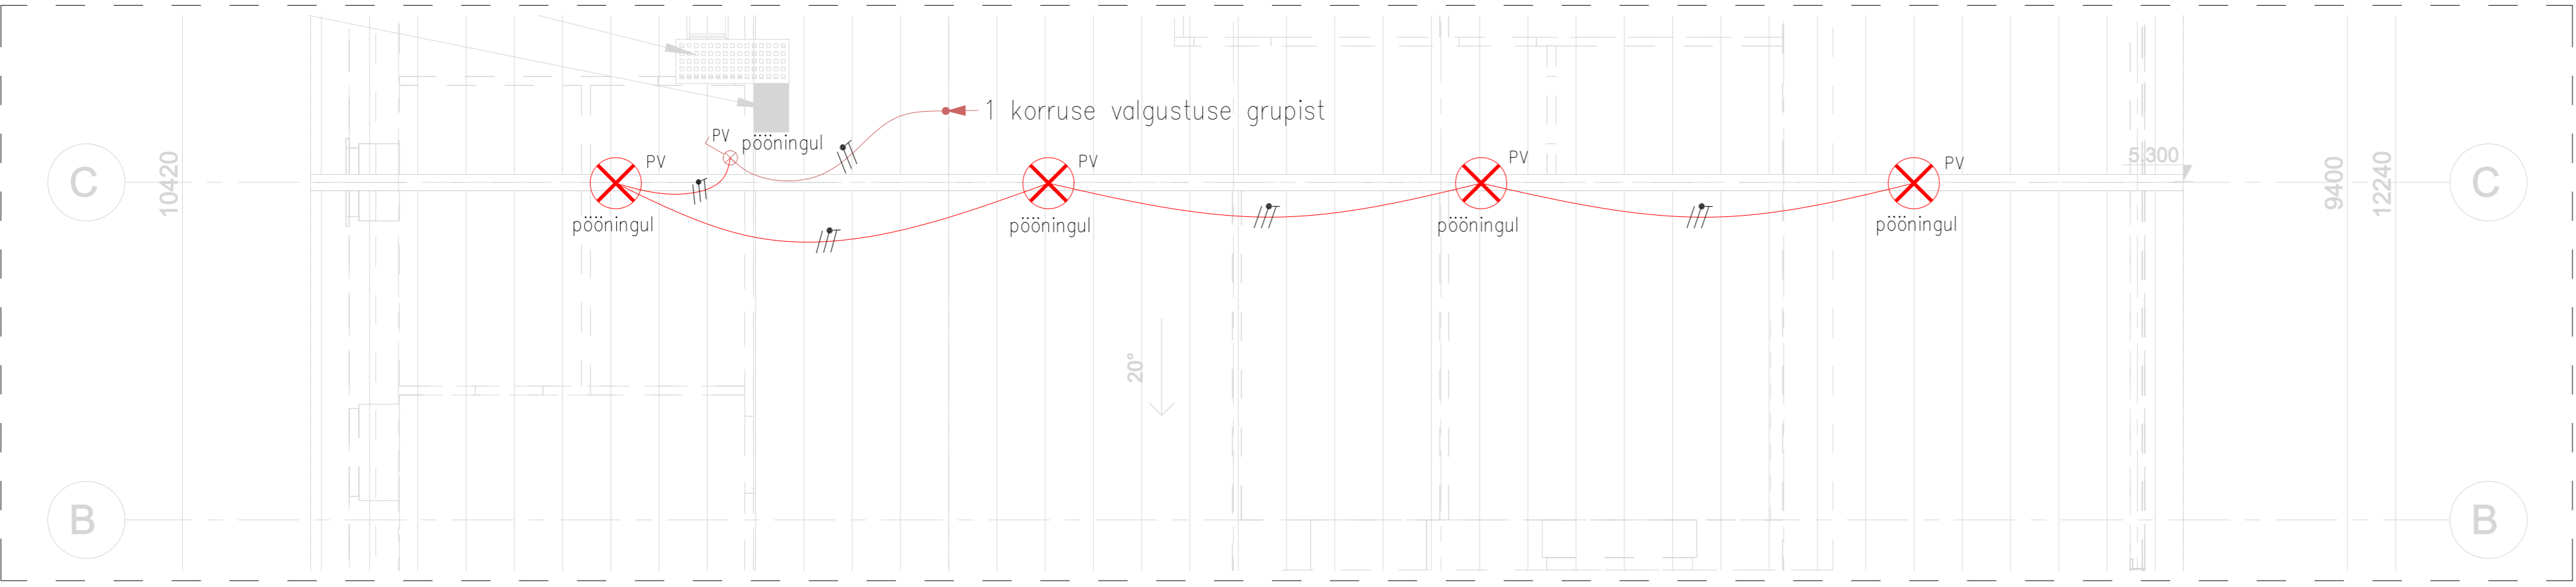 1 korruse valgustuse grupist
PV
pööningul
PV
PV
PV
PV
5.300
C
10420
9400
12240
C
pööningul
pööningul
pööningul
pööningul
20°
B
B